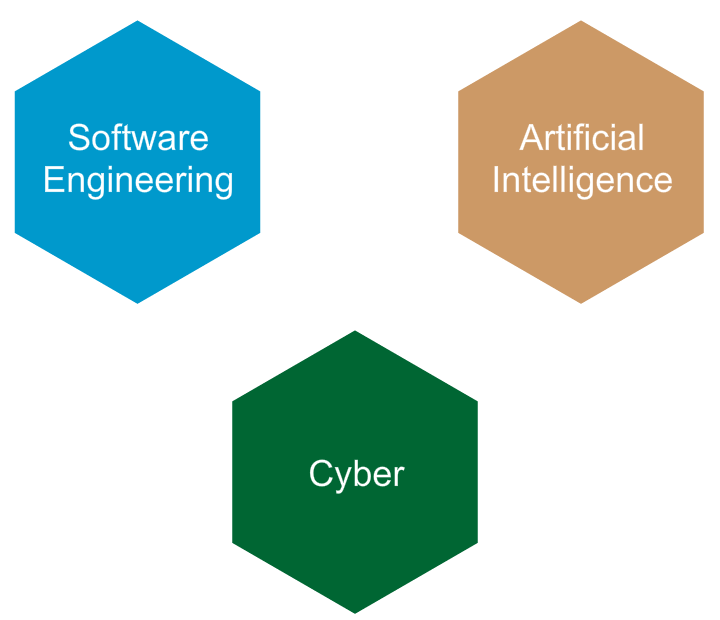 Software
Engineering
Artificial
Intelligence
Cyber